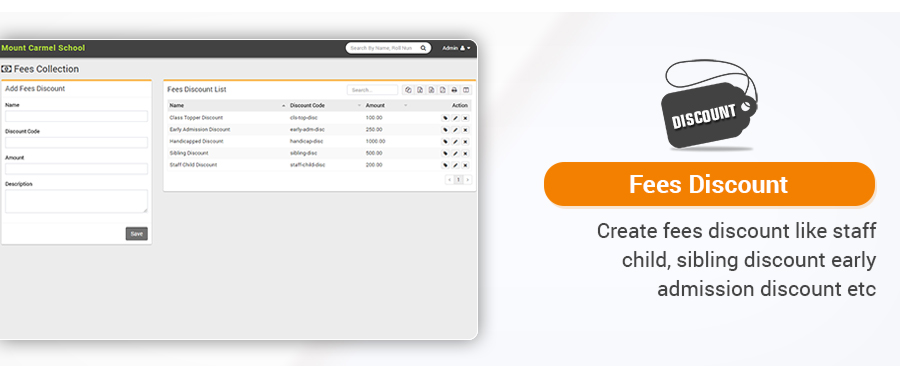 Mount Carmel School
Search By Name, Roll Num
Admin
Fees Collection
Add Fees Discount
Name
Discount Code
Amount
Description
Save
Fees Discount List
Search...
Name Discount Code Amount Action
Class Topper Discount cls-top-disc 100.00
Early Admission Discount early-adm-disc 250.00
Handicapped Discount handicap-disc 1000.00
Sibling Discount sibling-disc 500.00
Staff Child Discount staff-child-disc 200.00
1
DISCOUNT
Fees Discount
Create fees discount like staff
child, sibling discount early
admission discount etc